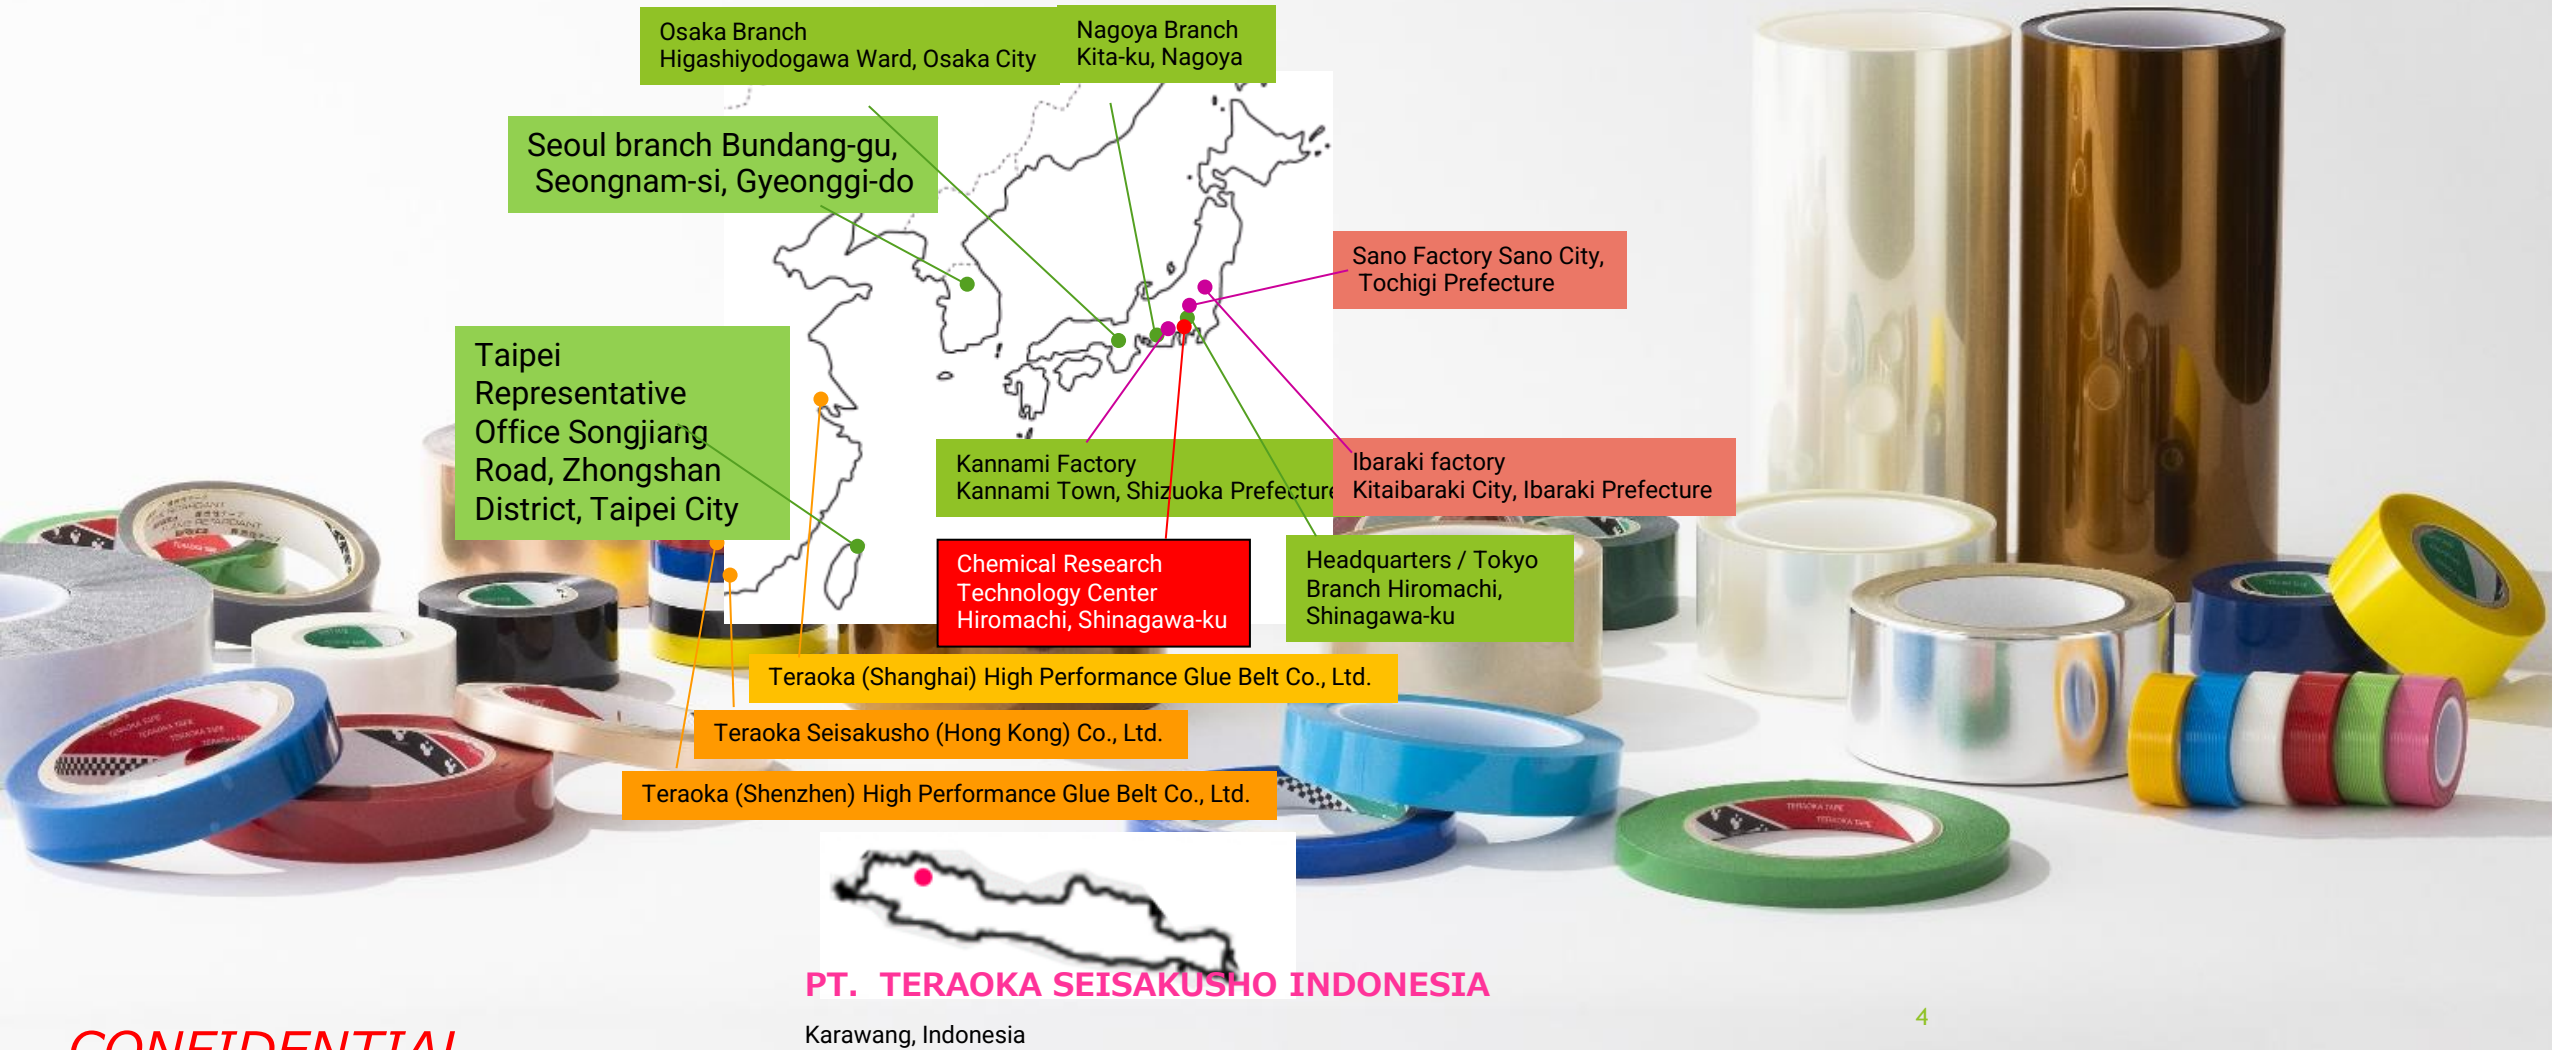 Osaka Branch
Higashiyodogawa Ward, Osaka City
Nagoya Branch
Kita-ku, Nagoya
Seoul branch Bundang-gu,
Seongnam-si, Gyeonggi-do
Sano Factory Sano City,
Tochigi Prefecture
Taipei
Representative
Office Songjiang
Road, Zhongshan
District, Taipei City
Kannami Factory
Kannami Town, Shizuoka Prefecture
Ibaraki factory
Kitaibaraki City, Ibaraki Prefecture
Chemical Research
Technology Center
Hiromachi, Shinagawa-ku
Headquarters / Tokyo
Branch Hiromachi,
Shinagawa-ku
Teraoka (Shanghai) High Performance Glue Belt Co., Ltd.
Teraoka Seisakusho (Hong Kong) Co., Ltd.
Teraoka (Shenzhen) High Performance Glue Belt Co., Ltd.
TERAOKA TAPE
TERAOKA TAPE
PT. TERAOKA SEISAKUSHO INDONESIA
Karawang, Indonesia
4
CONFIDENTIAL